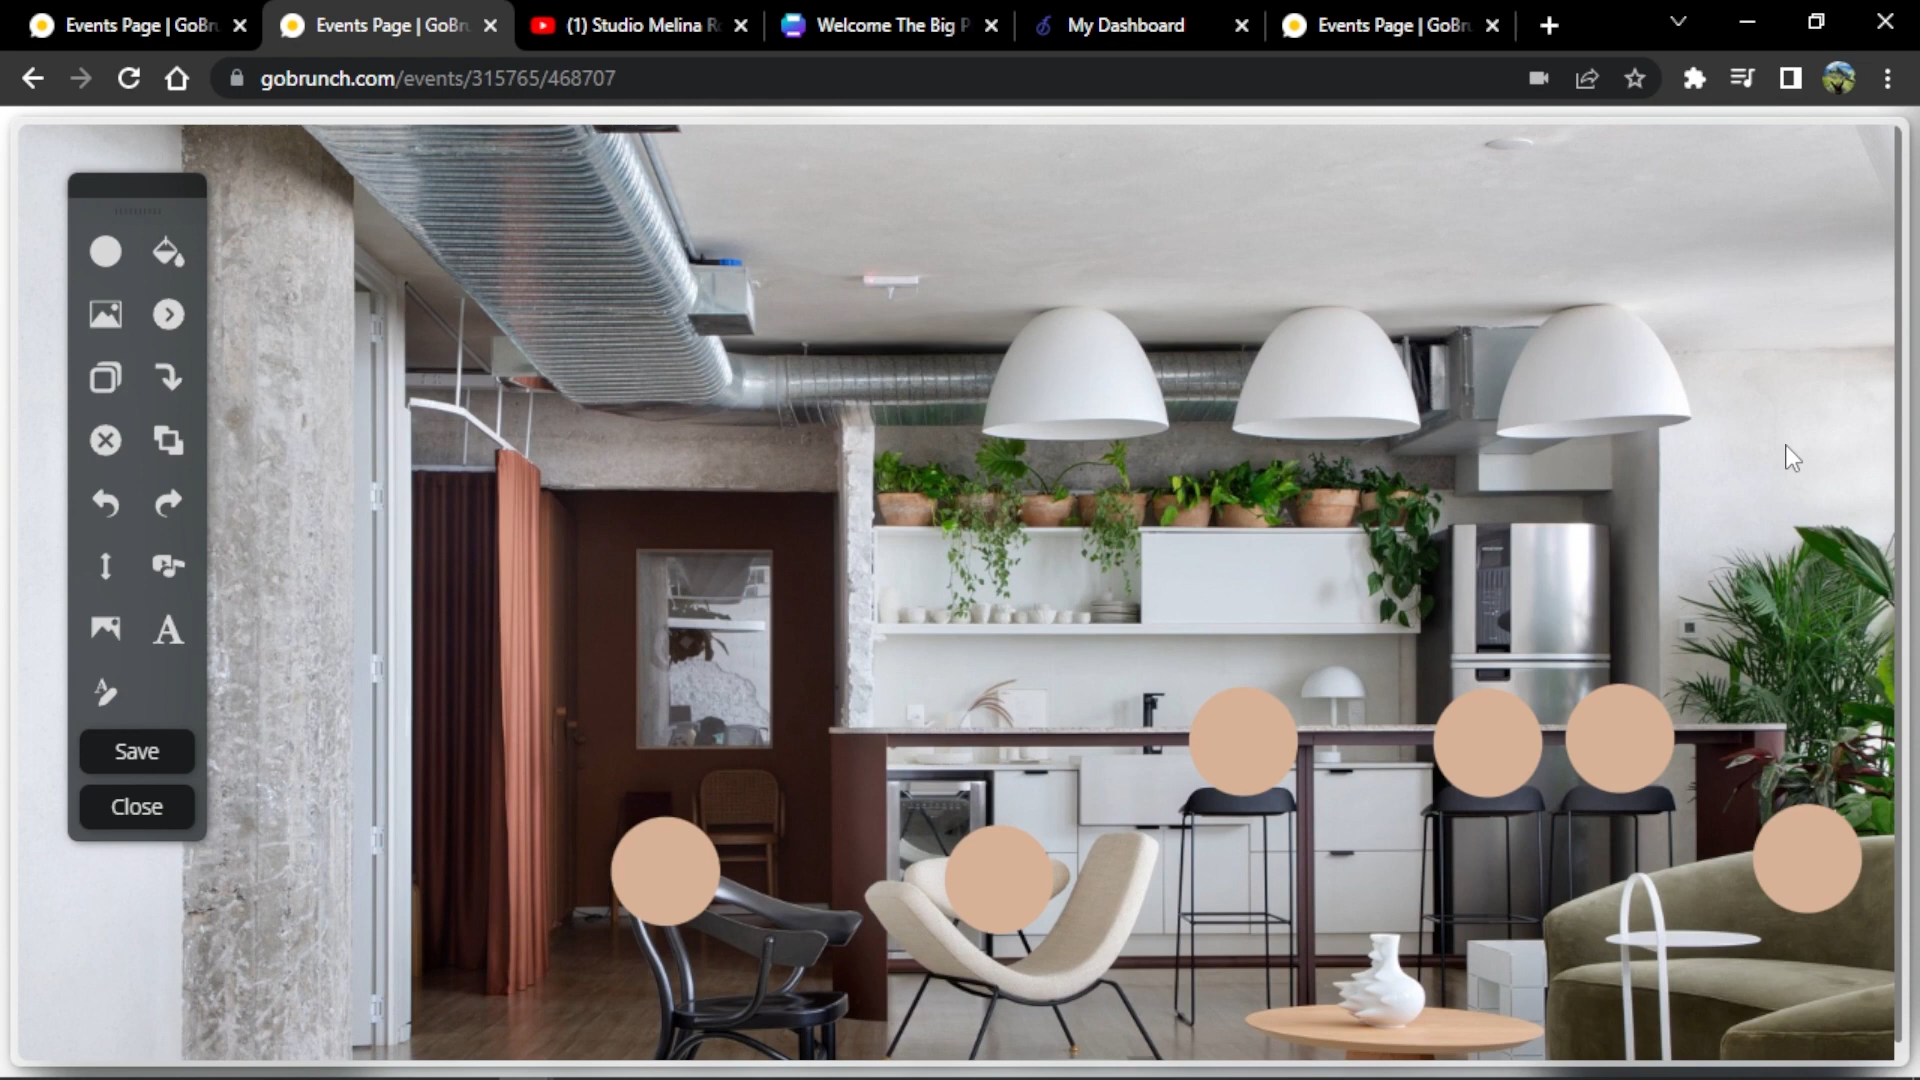 Events Page | GoBr
Events Page | GoBr
(1) Studio Melina R
Welcome The Big P
My Dashboard
Events Page | GoBr
gobrunch.com/events/315765/468707
A
A
Save
Close